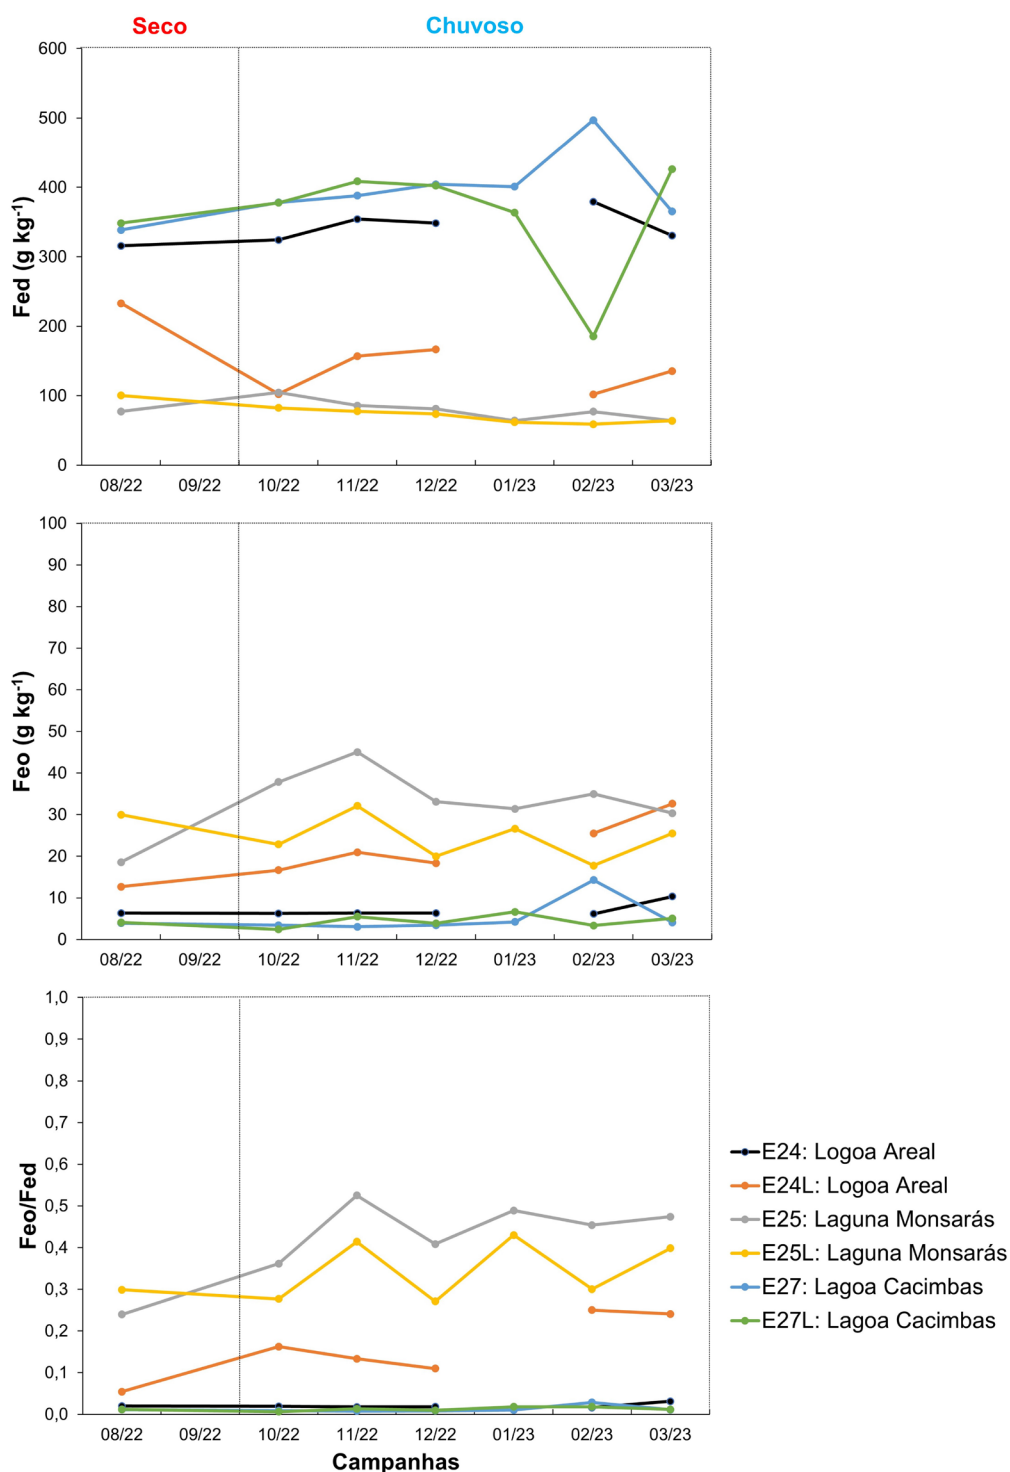 Seco Chuvoso
Fed (g kg-1)
600
500
400
300
200
100
0
08/22 09/22 10/22 11/22 12/22 01/23 02/23 03/23
Feo (g kg-1)
100
90
80
70
60
50
40
30
20
10
0
08/22 09/22 10/22 11/22 12/22 01/23 02/23 03/23
Feo/Fed
1,0
0,9
0,8
0,7
0,6
0,5
0,4
0,3
0,2
0,1
0,0
08/22 09/22 10/22 11/22 12/22 01/23 02/23 03/23
Campanhas
E24: Logoa Areal
E24L: Logoa Areal
E25: Laguna Monsarás
E25L: Laguna Monsarás
E27: Lagoa Cacimbas
E27L: Lagoa Cacimbas